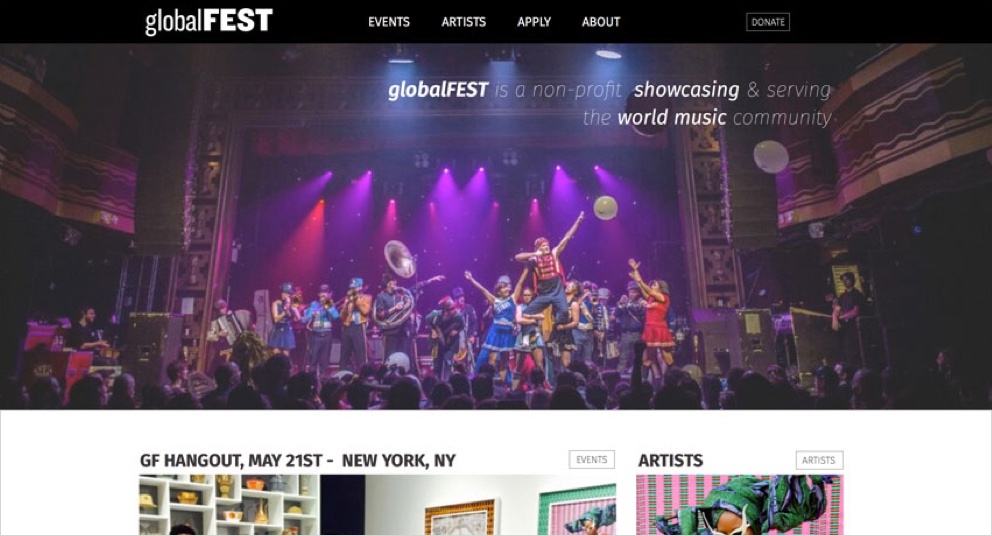 globalFEST
EVENTS ARTISTS APPLY ABOUT
DONATE
globalFEST is a non-profit showcasing & serving
the world music community
GF HANGOUT, MAY 21ST - NEW YORK, NY
EVENTS
ARTISTS
ARTISTS